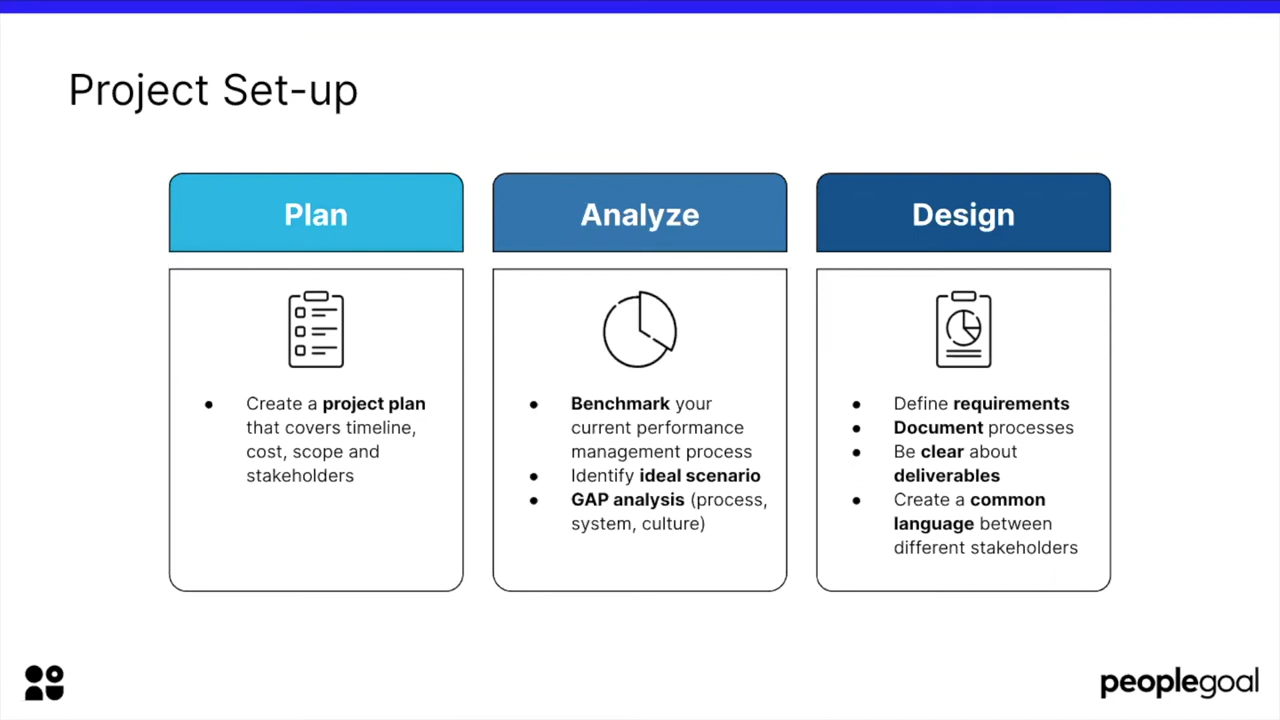 Project Set-up
Plan
Analyze
Design
● Create a project plan
that covers timeline,
cost, scope and
stakeholders
● Benchmark your
current performance
management process
● Identify ideal scenario
● GAP analysis (process,
system, culture)
● Define requirements
● Document processes
● Be clear about
deliverables
● Create a common
language between
different stakeholders
peoplegoal